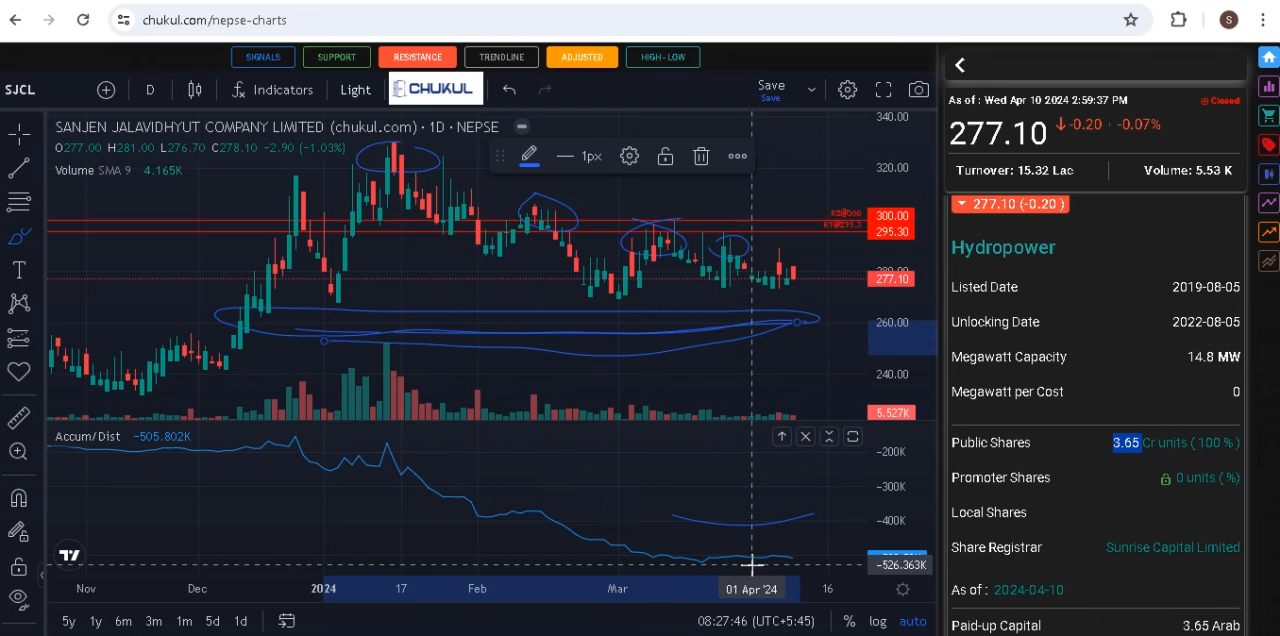 chukul.com/nepse-charts
S
SIGNALS SUPPORT RESISTANCE TRENDLINE ADJUSTED HIGH-LOW
SJCL D Indicators Light CHUKUL Save
Save
SANJEN JALAVIDHYUT COMPANY LIMITED (chukul.com) · 1D · NEPSE
O277.00 H281.00 L276.70 C278.10 -2.90 (-1.03%)
Volume SMA 9 4.165K
1px
340.00
320.00
R2@300 300.00
R1@295.3 295.30
280.00
277.10
260.00
240.00
5.527K
Accum/Dist -505.802K
-200K
-300K
-400K
-526.363K
Nov Dec 2024 17 Feb Mar 01 Apr '24 16
5y 1y 6m 3m 1m 5d 1d 08:27:46 (UTC+5:45) % log auto
As of : Wed Apr 10 2024 2:59:37 PM Closed
277.10 -0.20 · -0.07%
Turnover: 15.32 Lac Volume: 5.53 K
277.10 (-0.20 )
Hydropower
Listed Date 2019-08-05
Unlocking Date 2022-08-05
Megawatt Capacity 14.8 MW
Megawatt per Cost 0
Public Shares 3.65 Cr units ( 100 % )
Promoter Shares 0 units ( %)
Local Shares
Share Registrar Sunrise Capital Limited
As of : 2024-04-10
Paid-up Capital 3.65 Arab